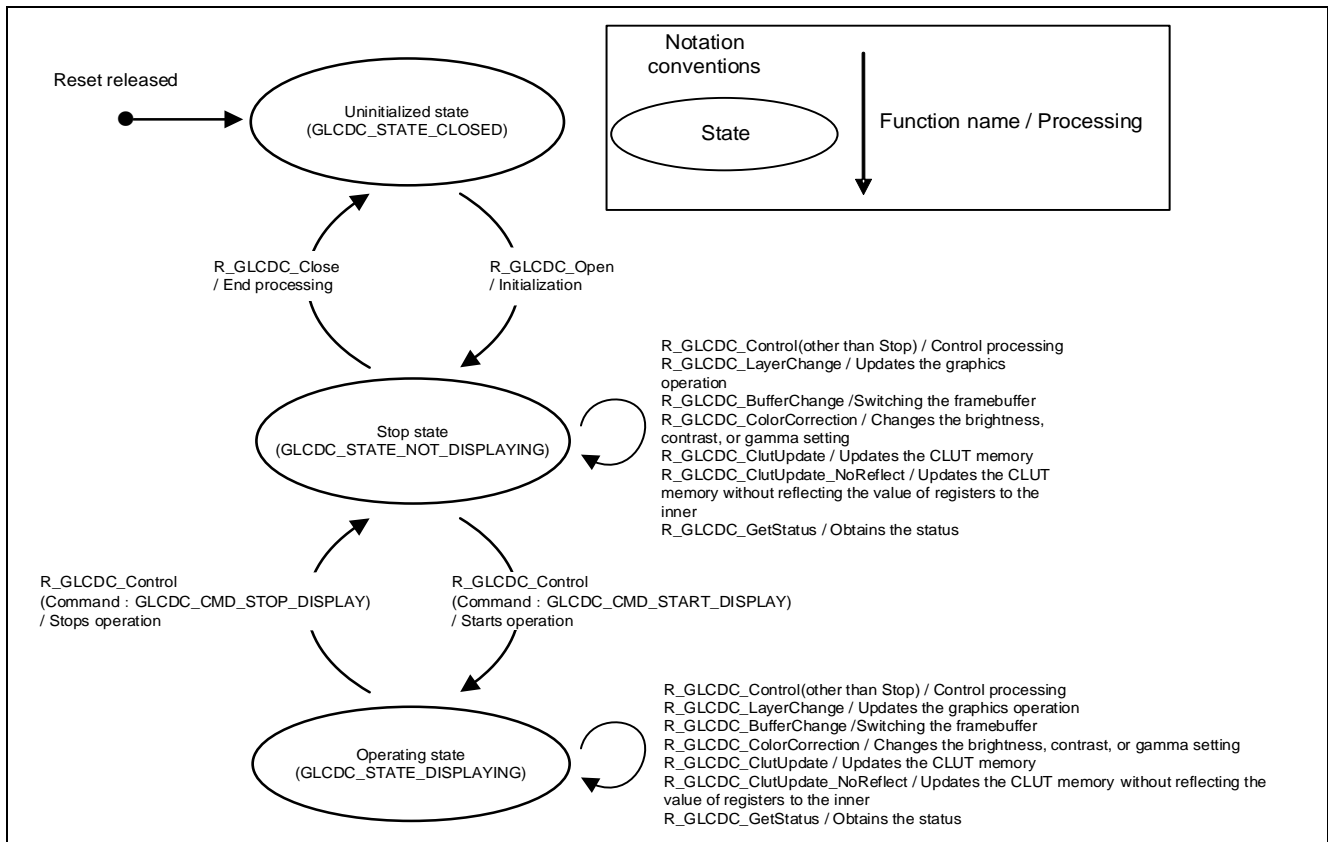 Reset released
Uninitialized state
(GLCDC_STATE_CLOSED)
Notation
conventions
State
Function name / Processing
R_GLCDC_Close
/ End processing
R_GLCDC_Open
/ Initialization
Stop state
(GLCDC_STATE_NOT_DISPLAYING)
R_GLCDC_Control(other than Stop) / Control processing
R_GLCDC_LayerChange / Updates the graphics
operation
R_GLCDC_BufferChange /Switching the framebuffer
R_GLCDC_ColorCorrection / Changes the brightness,
contrast, or gamma setting
R_GLCDC_ClutUpdate / Updates the CLUT memory
R_GLCDC_ClutUpdate_NoReflect / Updates the CLUT
memory without reflecting the value of registers to the
inner
R_GLCDC_GetStatus / Obtains the status
R_GLCDC_Control
(Command : GLCDC_CMD_STOP_DISPLAY)
/ Stops operation
R_GLCDC_Control
(Command : GLCDC_CMD_START_DISPLAY)
/ Starts operation
Operating state
(GLCDC_STATE_DISPLAYING)
R_GLCDC_Control(other than Stop) / Control processing
R_GLCDC_LayerChange / Updates the graphics operation
R_GLCDC_BufferChange /Switching the framebuffer
R_GLCDC_ColorCorrection / Changes the brightness, contrast, or gamma setting
R_GLCDC_ClutUpdate / Updates the CLUT memory
R_GLCDC_ClutUpdate_NoReflect / Updates the CLUT memory without reflecting the
value of registers to the inner
R_GLCDC_GetStatus / Obtains the status